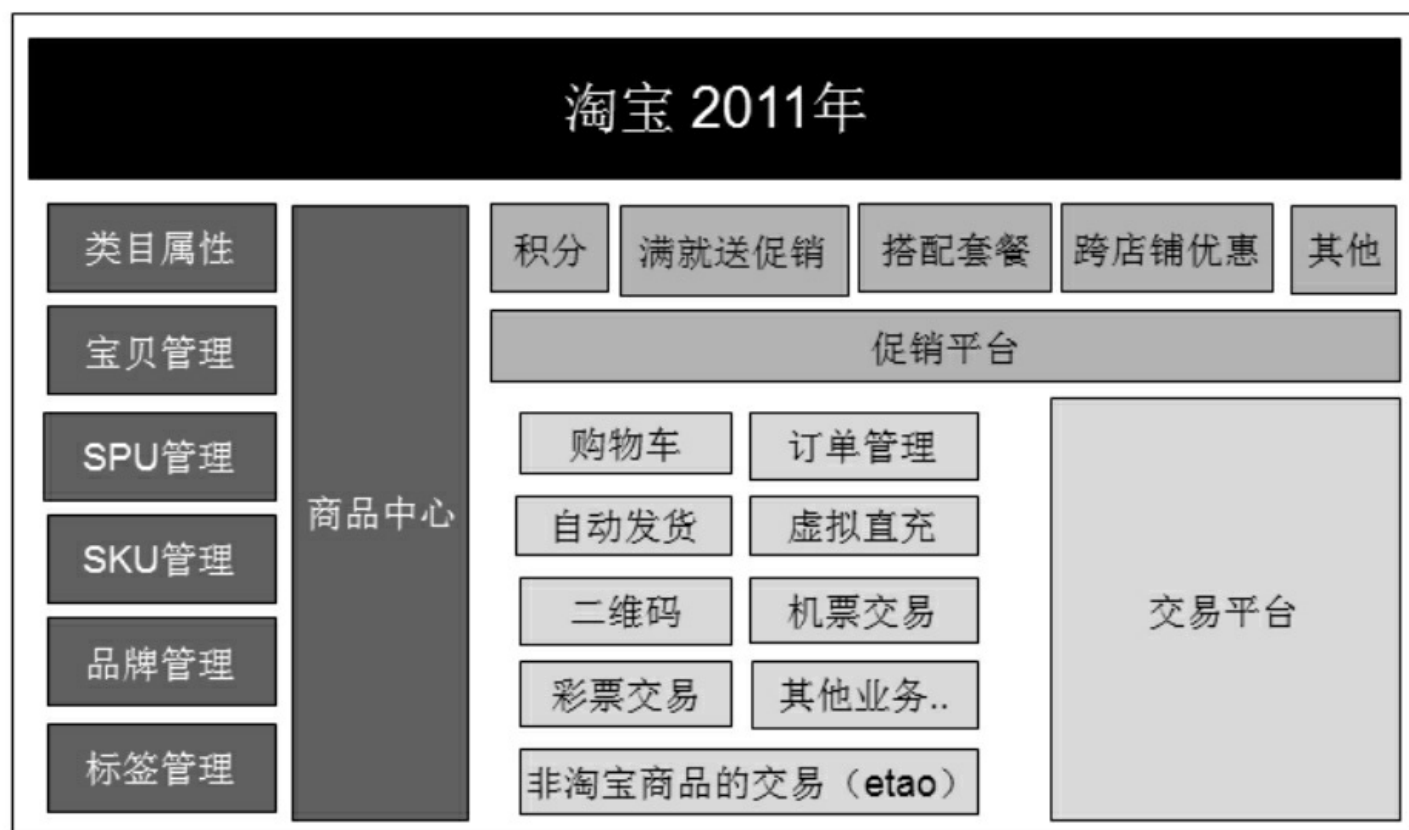 淘宝 2011年
类目属性
宝贝管理
SPU管理
SKU管理
品牌管理
标签管理
商品中心
积分
满就送促销
搭配套餐
跨店铺优惠
其他
促销平台
购物车
订单管理
自动发货
虚拟直充
二维码
机票交易
彩票交易
其他业务..
非淘宝商品的交易（etao）
交易平台